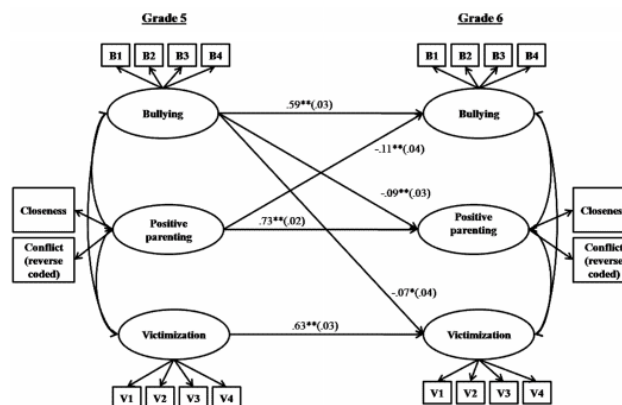 Grade 5 Grade 6
B1 B2 B3 B4 B1 B2 B3 B4
Bullying .59**(.03) Bullying
-.11**(.04)
-.09**(.03)
Closeness Closeness
Positive parenting .73**(.02) Positive parenting
Conflict (reverse coded) Conflict (reverse coded)
-.07*(.04)
Victimization .63**(.03) Victimization
V1 V2 V3 V4 V1 V2 V3 V4